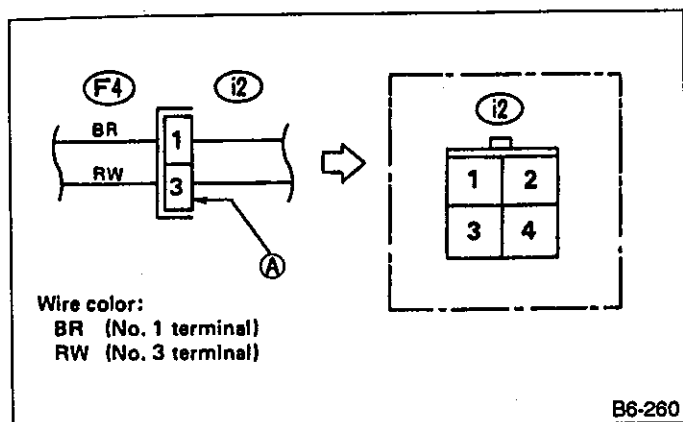 F4
i2
BR
1
RW
3
A
i2
1 2
3 4
Wire color:
BR (No. 1 terminal)
RW (No. 3 terminal)
B6-260